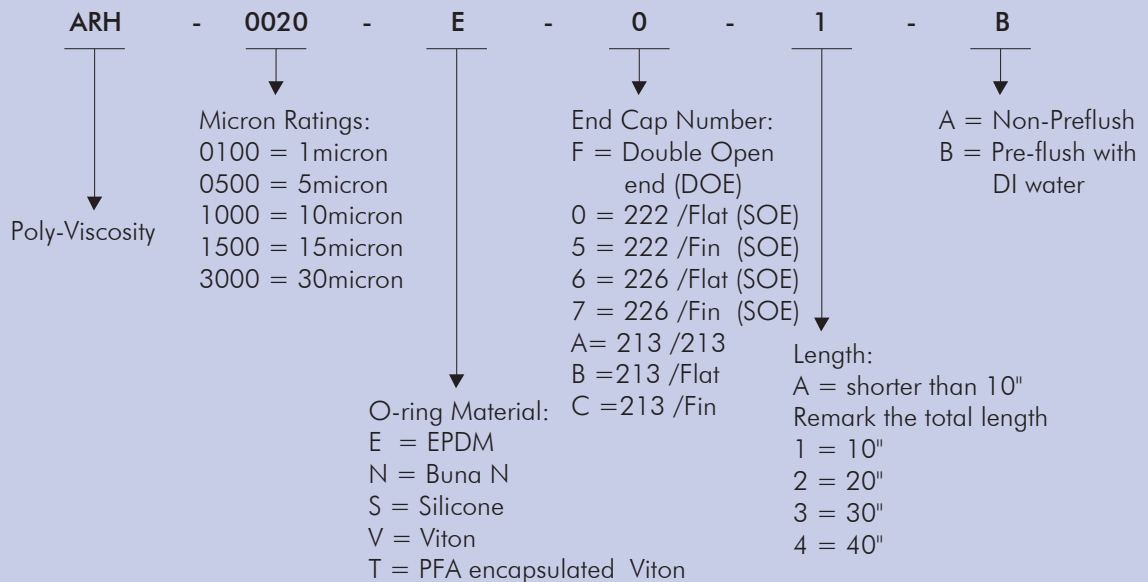 ARH - 0020 - E - 0 - 1 - B
Poly-Viscosity
Micron Ratings:
0100 = 1micron
0500 = 5micron
1000 = 10micron
1500 = 15micron
3000 = 30micron
O-ring Material:
E = EPDM
N = Buna N
S = Silicone
V = Viton
T = PFA encapsulated Viton
End Cap Number:
F = Double Open
end (DOE)
0 = 222 /Flat (SOE)
5 = 222 /Fin (SOE)
6 = 226 /Flat (SOE)
7 = 226 /Fin (SOE)
A= 213 /213
B =213 /Flat
C =213 /Fin
Length:
A = shorter than 10"
Remark the total length
1 = 10"
2 = 20"
3 = 30"
4 = 40"
A = Non-Preflush
B = Pre-flush with
DI water